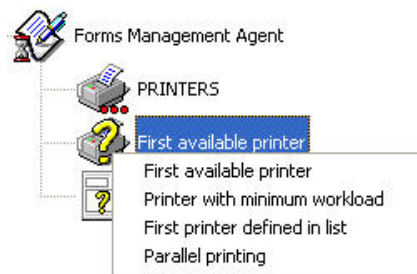 Forms Management Agent
PRINTERS
First available printer
First available printer
Printer with minimum workload
First printer defined in list
Parallel printing